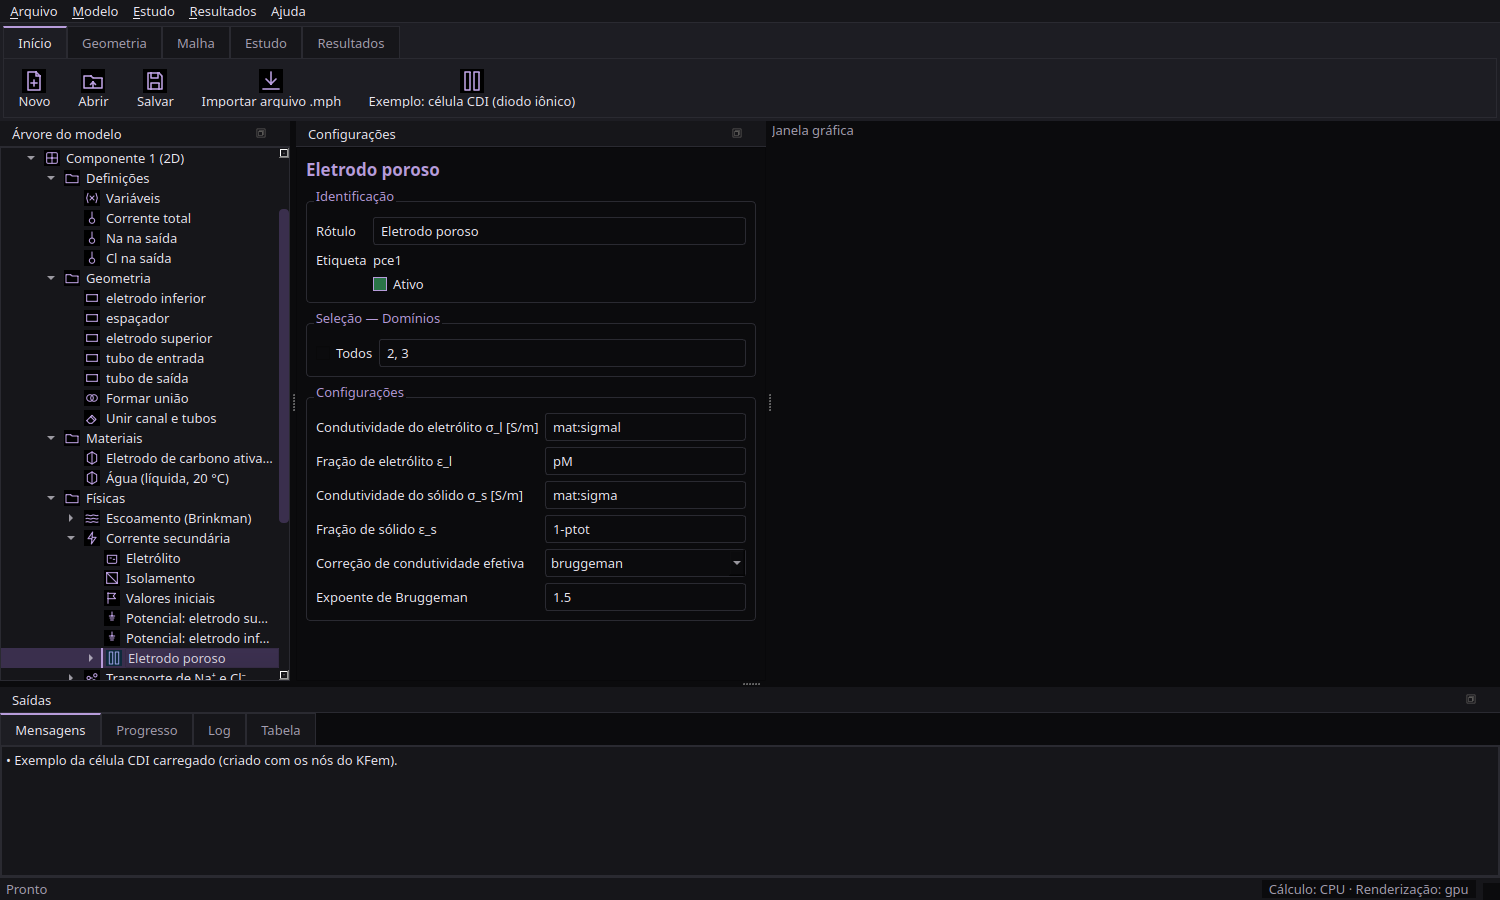 Arquivo Modelo Estudo Resultados Ajuda
Início Geometria Malha Estudo Resultados
Novo Abrir Salvar Importar arquivo .mph Exemplo: célula CDI (diodo iônico)
Árvore do modelo
Componente 1 (2D)
Definições
Variáveis
Corrente total
Na na saída
Cl na saída
Geometria
eletrodo inferior
espaçador
eletrodo superior
tubo de entrada
tubo de saída
Formar união
Unir canal e tubos
Materiais
Eletrodo de carbono ativa...
Água (líquida, 20 °C)
Físicas
Escoamento (Brinkman)
Corrente secundária
Eletrólito
Isolamento
Valores iniciais
Potencial: eletrodo su...
Potencial: eletrodo inf...
Eletrodo poroso
Transporte de Na⁺ e Cl⁻
Configurações
Eletrodo poroso
Identificação
Rótulo Eletrodo poroso
Etiqueta pce1
Ativo
Seleção — Domínios
Todos 2, 3
Configurações
Condutividade do eletrólito σ_l [S/m] mat:sigmal
Fração de eletrólito ε_l pM
Condutividade do sólido σ_s [S/m] mat:sigma
Fração de sólido ε_s 1-ptot
Correção de condutividade efetiva bruggeman
Expoente de Bruggeman 1.5
Janela gráfica
Saídas
Mensagens Progresso Log Tabela
• Exemplo da célula CDI carregado (criado com os nós do KFem).
Pronto
Cálculo: CPU · Renderização: gpu